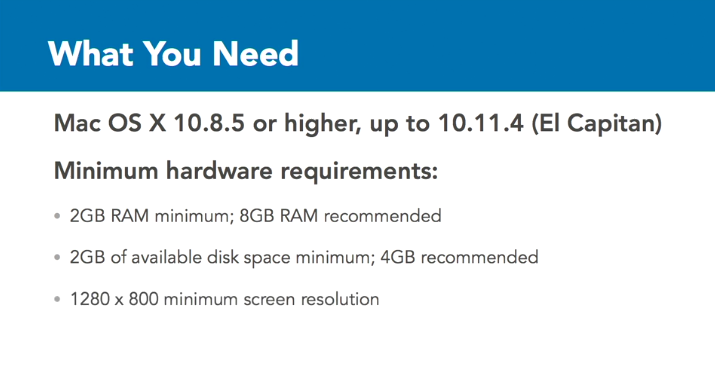 What You Need
Mac OS X 10.8.5 or higher, up to 10.11.4 (El Capitan)
Minimum hardware requirements:
• 2GB RAM minimum; 8GB RAM recommended
• 2GB of available disk space minimum; 4GB recommended
• 1280 x 800 minimum screen resolution